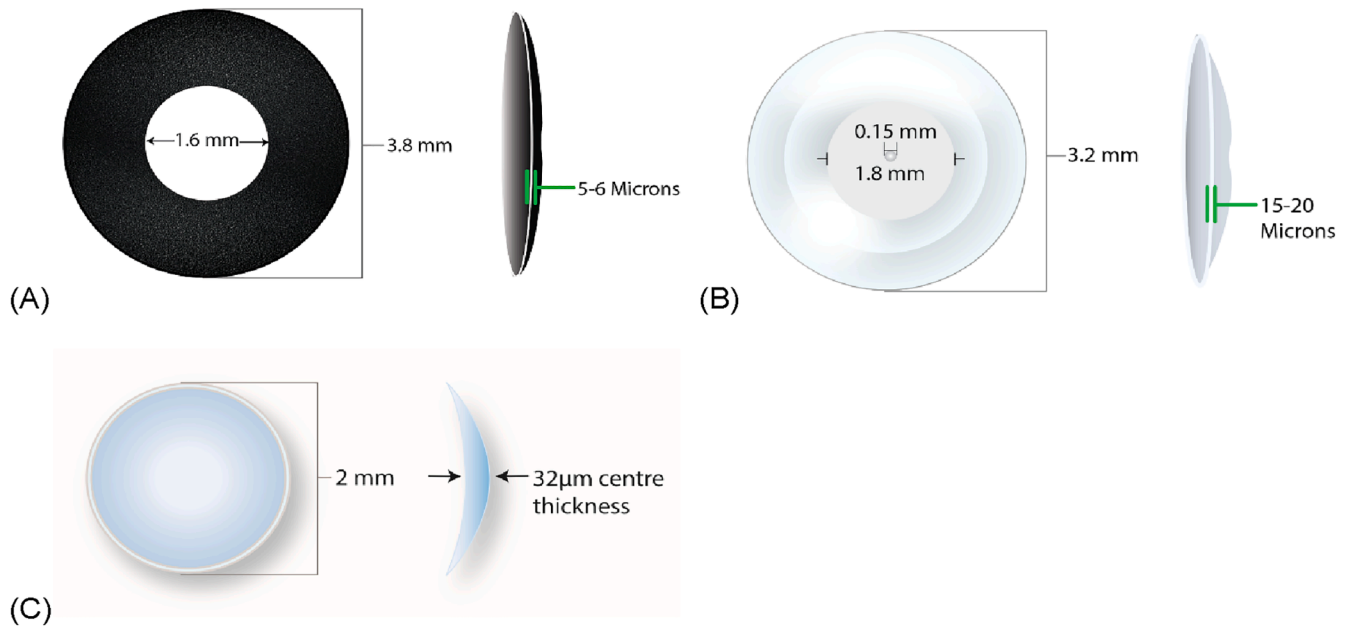 (A)
1.6 mm
3.8 mm
5-6 Microns
(B)
0.15 mm
1.8 mm
3.2 mm
15-20
Microns
(C)
2 mm
32µm centre
thickness